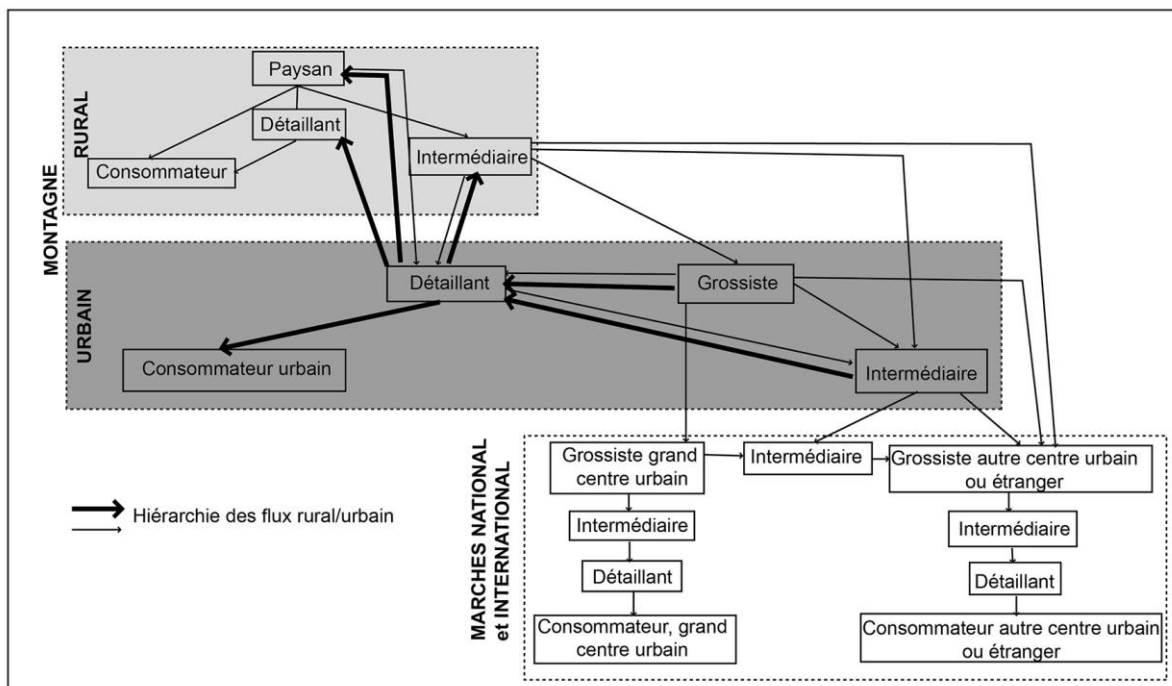 MONTAGNE
RURAL
Paysan
Détaillant
Consommateur
Intermédiaire
URBAIN
Détaillant
Grossiste
Consommateur urbain
Intermédiaire
Hiérarchie des flux rural/urbain
MARCHES NATIONAL
et INTERNATIONAL
Grossiste grand
centre urbain
Intermédiaire
Grossiste autre centre urbain
ou étranger
Intermédiaire
Intermédiaire
Détaillant
Détaillant
Consommateur, grand
centre urbain
Consommateur autre centre urbain
ou étranger